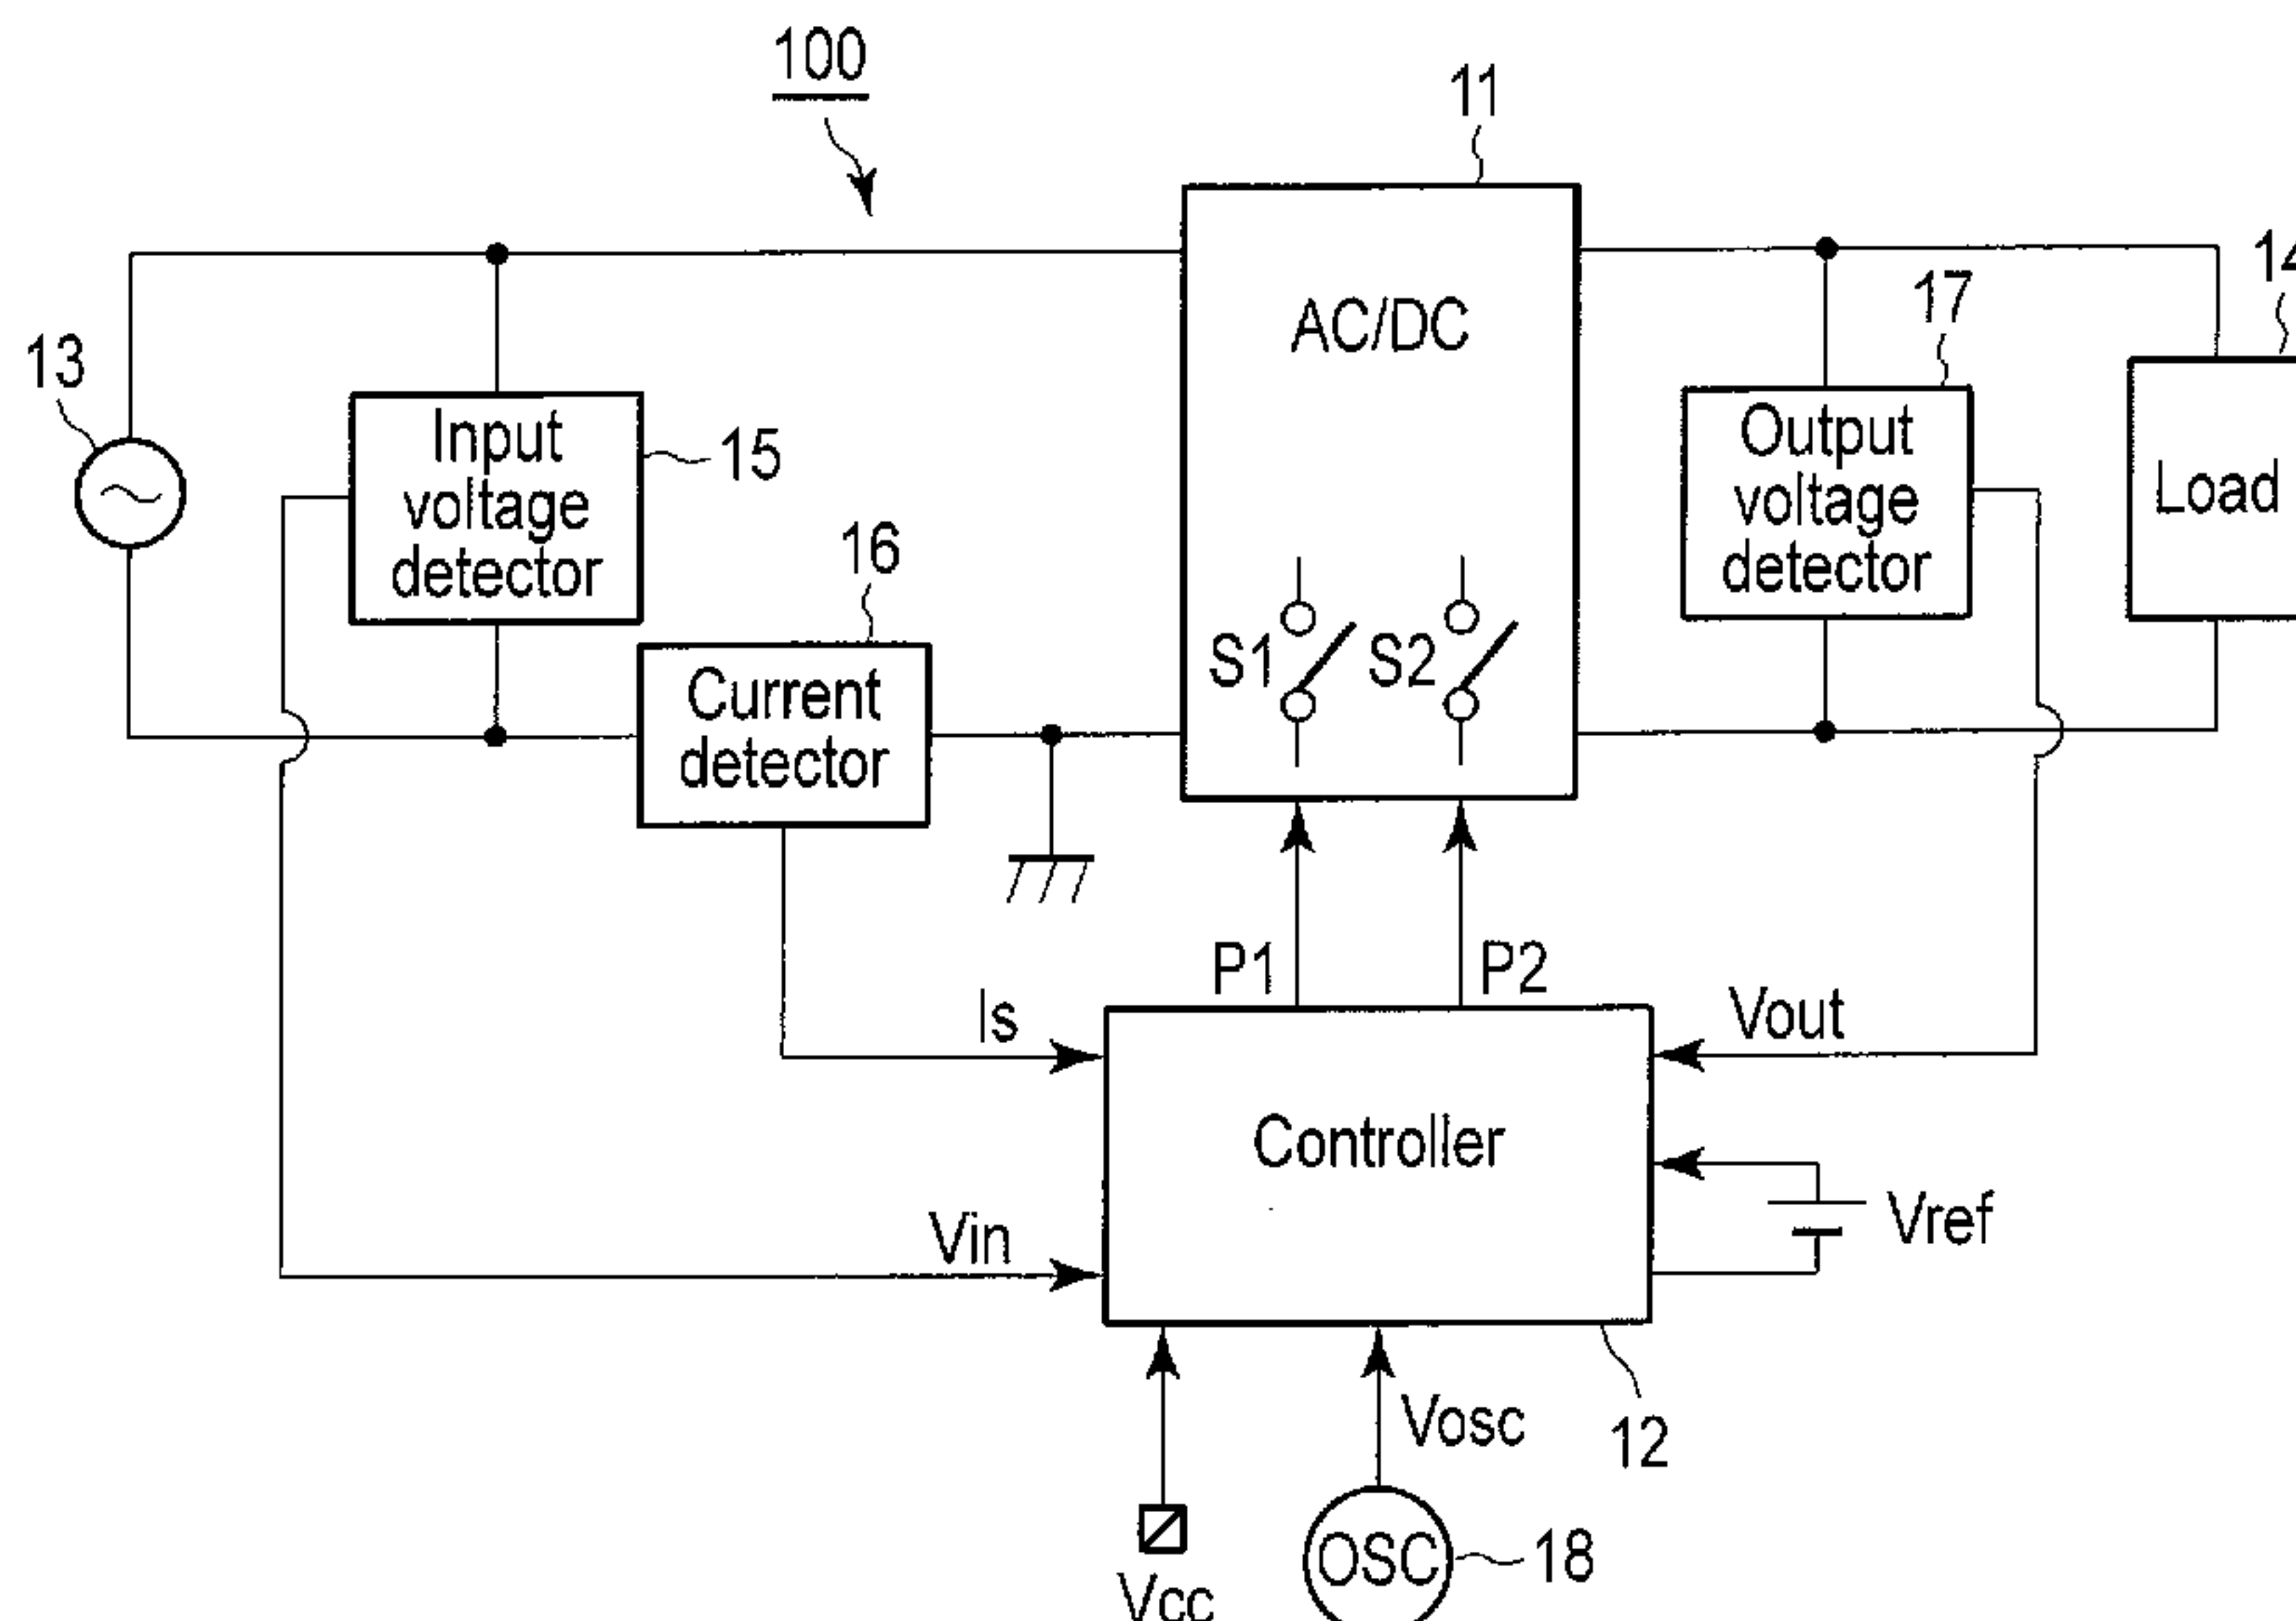 100
11
14
17
13
AC/DC
Input
voltage
detector
15
Output
voltage
detector
Load
16
S1
S2
Current
detector
P1
P2
Is
Vout
Controller
Vin
Vref
Vosc
12
OSC
18
Vcc